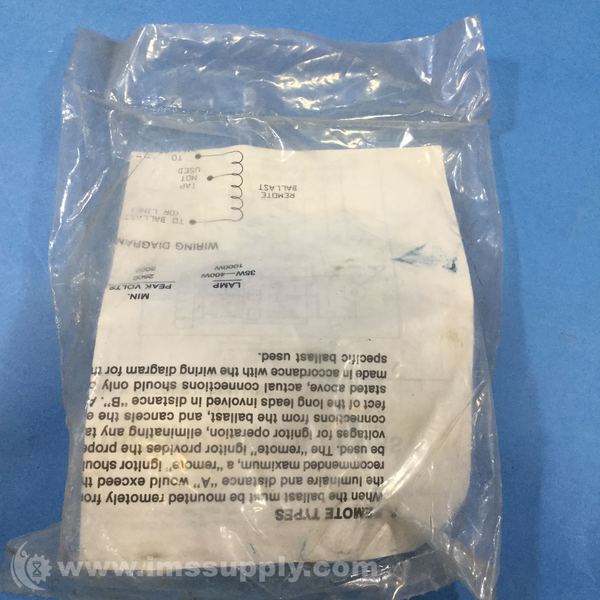 REMOTE TYPES
When the ballast must be mounted remotely from
the luminaire and distance "A" would exceed th
recommended maximum, a "remote" ignitor shou
be used. The "remote" ignitor provides the prope
voltages for ignitor operation, eliminating any ta
connections from the ballast, and cancels the e
fect of the long leads involved in distance "B". A
stated above, actual connections should only
made in accordance with the wiring diagram for th
specific ballast used.
LAMP
MIN.
PEAK VOLTS
35W—400W
2500
1000W
WIRING DIAGRAM
TO BALLAST
(OR LINE)
REMOTE
BALLAST
TAP
NOT
USED
TO
www.imssupply.com